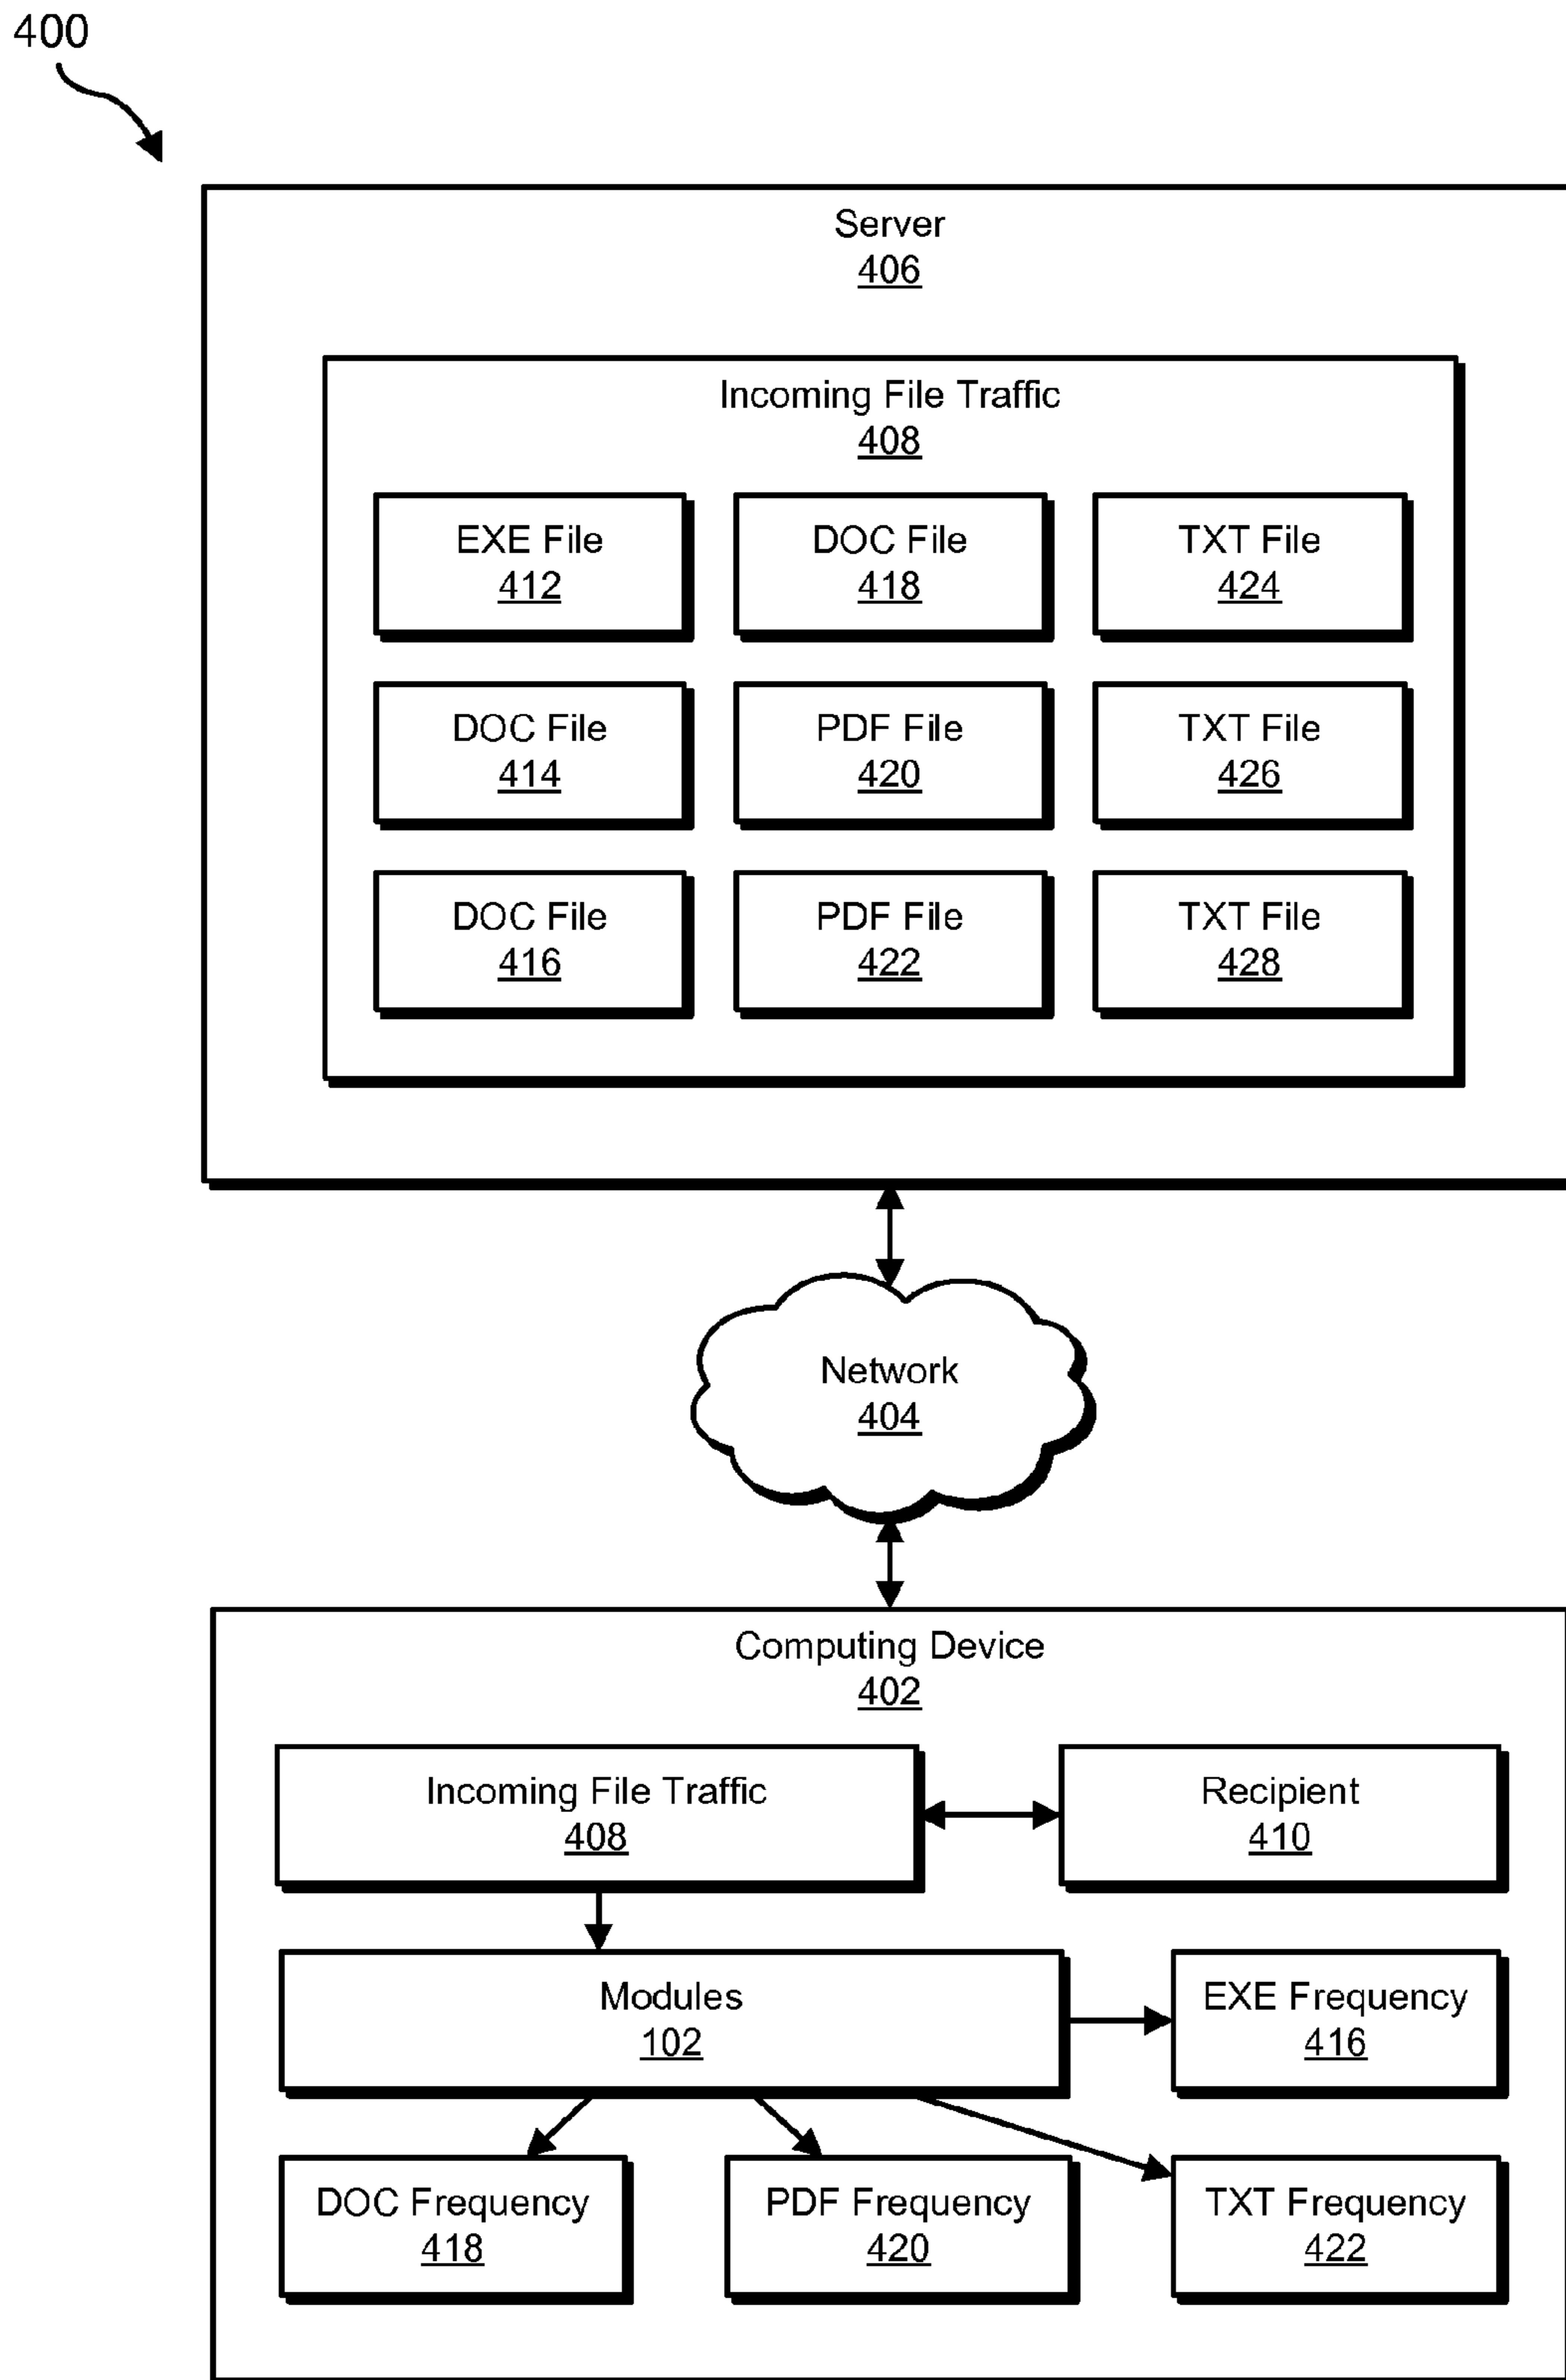 400
Server
406
Incoming File Traffic
408
EXE File
412
DOC File
418
TXT File
424
DOC File
414
PDF File
420
TXT File
426
DOC File
416
PDF File
422
TXT File
428
Network
404
Computing Device
402
Incoming File Traffic
408
Recipient
410
Modules
102
EXE Frequency
416
DOC Frequency
418
PDF Frequency
420
TXT Frequency
422